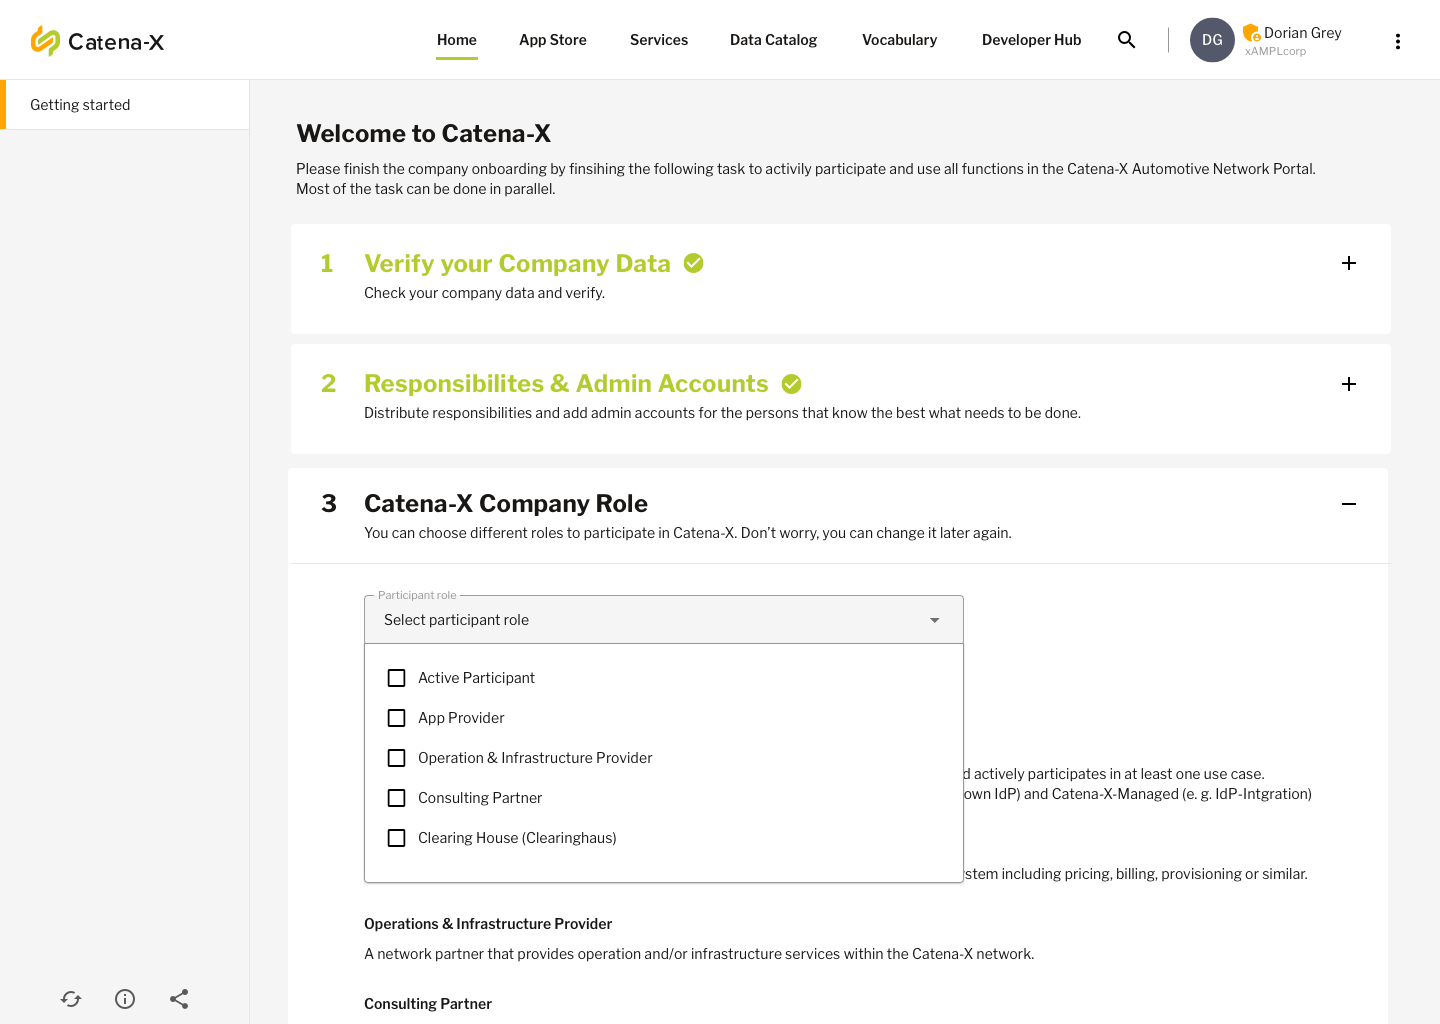 Catena-X
Home
App Store
Services
Data Catalog
Vocabulary
Developer Hub
DG
Dorian Grey
xAMPLcorp
Getting started
Welcome to Catena-X
Please finish the company onboarding by finsihing the following task to activily participate and use all functions in the Catena-X Automotive Network Portal.
Most of the task can be done in parallel.
1 Verify your Company Data
Check your company data and verify.
2 Responsibilites & Admin Accounts
Distribute responsibilities and add admin accounts for the persons that know the best what needs to be done.
3 Catena-X Company Role
You can choose different roles to participate in Catena-X. Don't worry, you can change it later again.
Participant role
Select participant role
Active Participant
App Provider
Operation & Infrastructure Provider
Consulting Partner
Clearing House (Clearinghaus)
actively participates in at least one use case.
own IdP) and Catena-X-Managed (e. g. IdP-Intgration)
including pricing, billing, provisioning or similar.
Operations & Infrastructure Provider
A network partner that provides operation and/or infrastructure services within the Catena-X network.
Consulting Partner